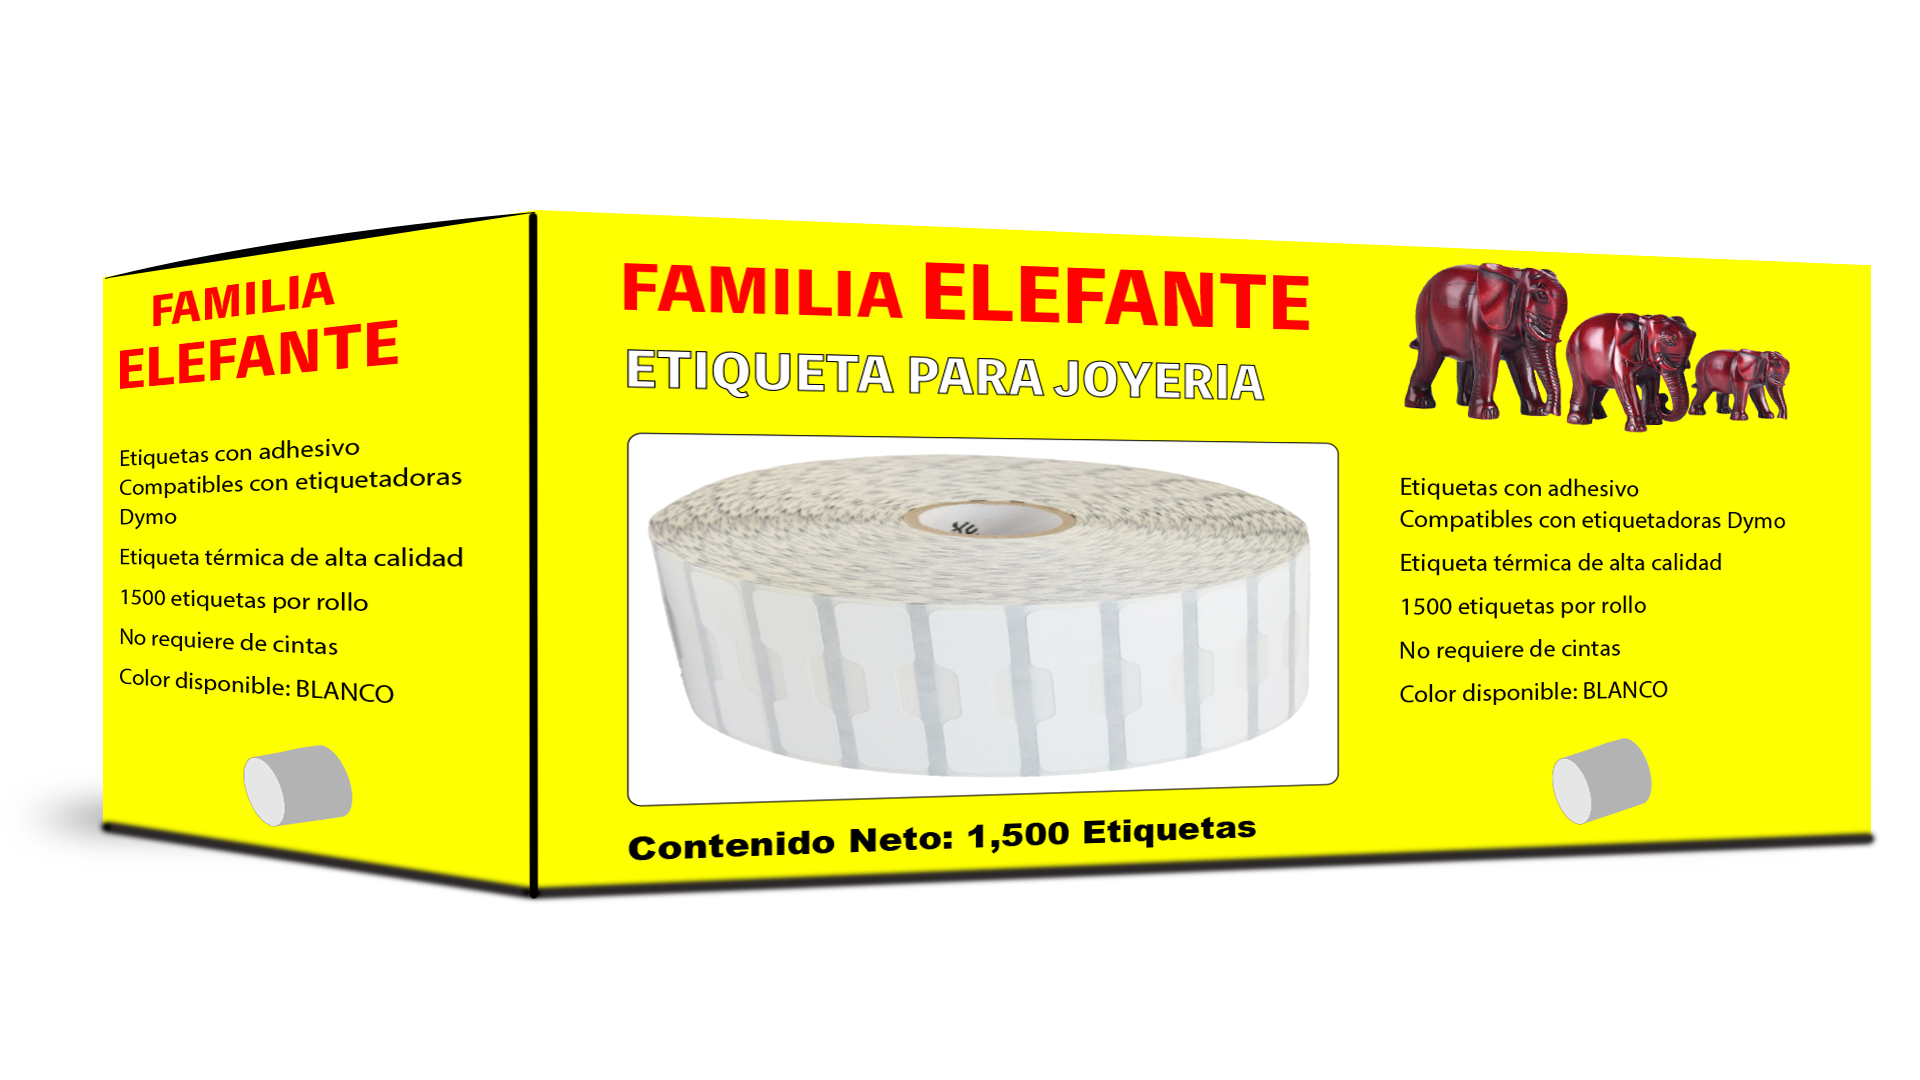 FAMILIA
ELEFANTE
Etiquetas con adhesivo
Compatibles con etiquetadoras
Dymo
Etiqueta térmica de alta calidad
1500 etiquetas por rollo
No requiere de cintas
Color disponible: BLANCO
FAMILIA ELEFANTE
ETIQUETA PARA JOYERIA
Contenido Neto: 1,500 Etiquetas
Etiquetas con adhesivo
Compatibles con etiquetadoras Dymo
Etiqueta térmica de alta calidad
1500 etiquetas por rollo
No requiere de cintas
Color disponible: BLANCO